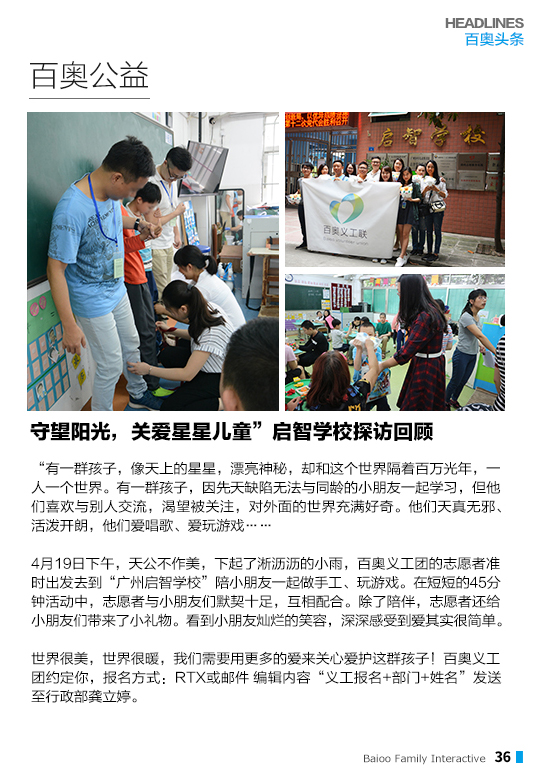 HEADLINES
百奥头条
百奥公益
启智学校
百奥义工联
守望阳光，关爱星星儿童”启智学校探访回顾
“有一群孩子，像天上的星星，漂亮神秘，却和这个世界隔着百万光年，一
人一个世界。有一群孩子，因先天缺陷无法与同龄的小朋友一起学习，但他
们喜欢与别人交流，渴望被关注，对外面的世界充满好奇。他们天真无邪、
活泼开朗，他们爱唱歌、爱玩游戏……
4月19日下午，天公不作美，下起了淅沥沥的小雨，百奥义工团的志愿者准
时出发去到“广州启智学校”陪小朋友一起做手工、玩游戏。在短短的45分
钟活动中，志愿者与小朋友们默契十足，互相配合。除了陪伴，志愿者还给
小朋友们带来了小礼物。看到小朋友灿烂的笑容，深深感受到爱其实很简单。
世界很美，世界很暖，我们需要用更多的爱来关心爱护这群孩子！百奥义工
团约定你，报名方式：RTX或邮件 编辑内容“义工报名+部门+姓名”发送
至行政部龚立婷。
Baioo Family Interactive 36